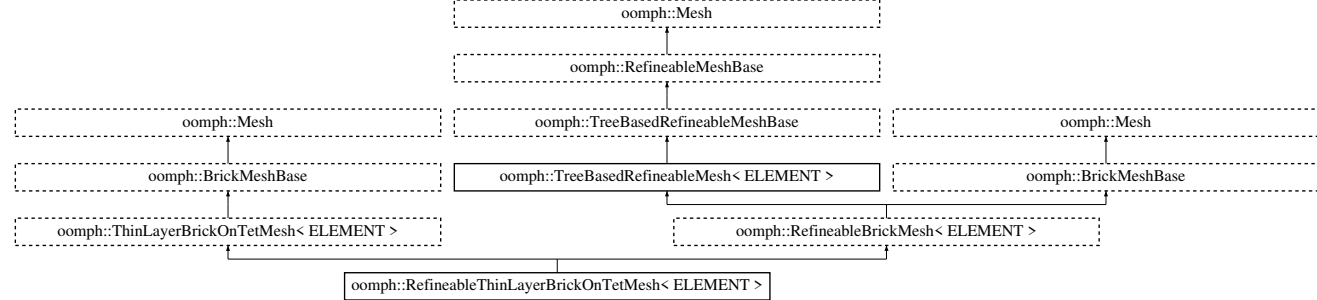 oomph::Mesh
oomph::RefineableMeshBase
oomph::Mesh
oomph::TreeBasedRefineableMeshBase
oomph::Mesh
oomph::BrickMeshBase
oomph::TreeBasedRefineableMesh< ELEMENT >
oomph::BrickMeshBase
oomph::ThinLayerBrickOnTetMesh< ELEMENT >
oomph::RefineableBrickMesh< ELEMENT >
oomph::RefineableThinLayerBrickOnTetMesh< ELEMENT >